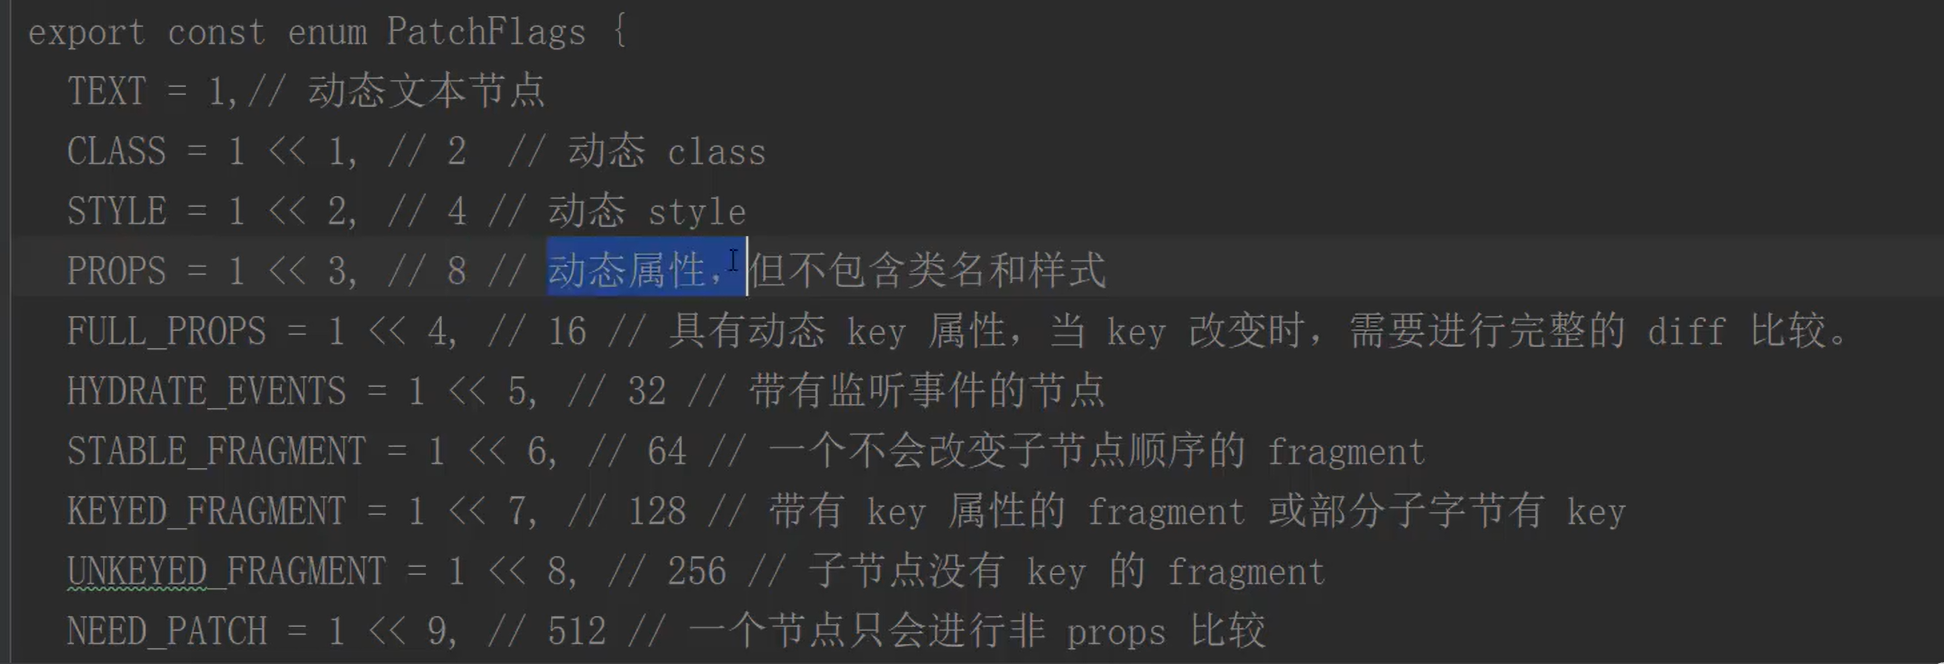 export const enum PatchFlags {
TEXT = 1,// 动态文本节点
CLASS = 1 << 1, // 2  // 动态 class
STYLE = 1 << 2, // 4 // 动态 style
PROPS = 1 << 3, // 8 // 动态属性，但不包含类名和样式
FULL_PROPS = 1 << 4, // 16 // 具有动态 key 属性，当 key 改变时，需要进行完整的 diff 比较。
HYDRATE_EVENTS = 1 << 5, // 32 // 带有监听事件的节点
STABLE_FRAGMENT = 1 << 6, // 64 // 一个不会改变子节点顺序的 fragment
KEYED_FRAGMENT = 1 << 7, // 128 // 带有 key 属性的 fragment 或部分子字节有 key
UNKEYED_FRAGMENT = 1 << 8, // 256 // 子节点没有 key 的 fragment
NEED_PATCH = 1 << 9, // 512 // 一个节点只会进行非 props 比较